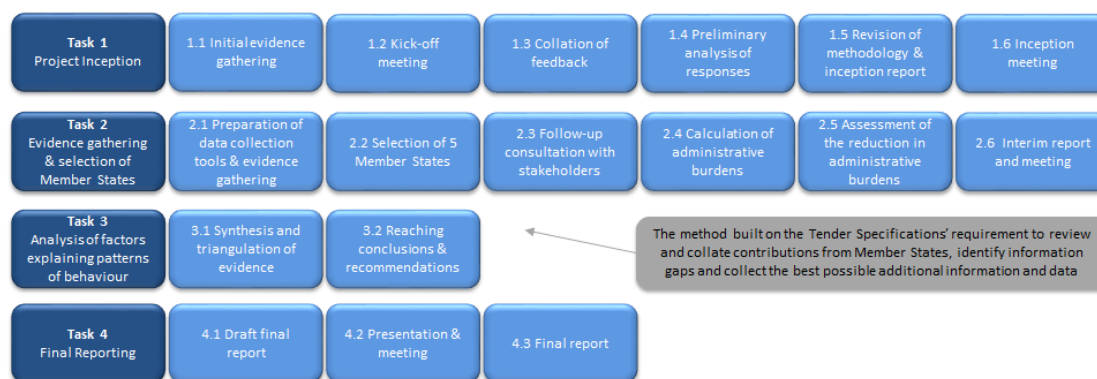 Task 1
Project Inception
1.1 Initial evidence
gathering
1.2 Kick-off
meeting
1.3 Collation of
feedback
1.4 Preliminary
analysis of
responses
1.5 Revision of
methodology &
inception report
1.6 Inception
meeting
Task 2
Evidence gathering
& selection of
Member States
2.1 Preparation of
data collection
tools & evidence
gathering
2.2 Selection of 5
Member States
2.3 Follow-up
consultation with
stakeholders
2.4 Calculation of
administrative
burdens
2.5 Assessment of
the reduction in
administrative
burdens
2.6 Interim report
and meeting
Task 3
Analysis of factors
explaining patterns
of behaviour
3.1 Synthesis and
triangulation of
evidence
3.2 Reaching
conclusions &
recommendations
The method built on the Tender Specifications' requirement to review
and collate contributions from Member States, identify information
gaps and collect the best possible additional information and data
Task 4
Final Reporting
4.1 Draft final
report
4.2 Presentation &
meeting
4.3 Final report